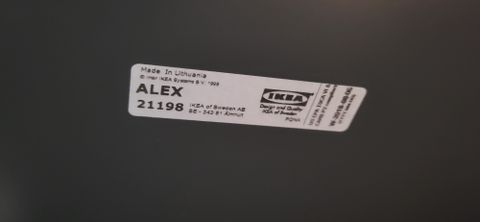 Made in Lithuania
© Inter IKEA Systems B.V. 1999
ALEX
21198
IKEA of Sweden AB
SE - 343 81 Älmhult
IKEA
Design and Quality
IKEA of Sweden